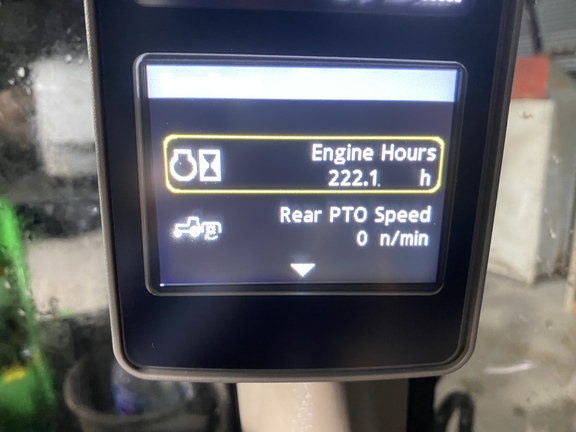 Engine Hours
222.1 h
Rear PTO Speed
0 n/min